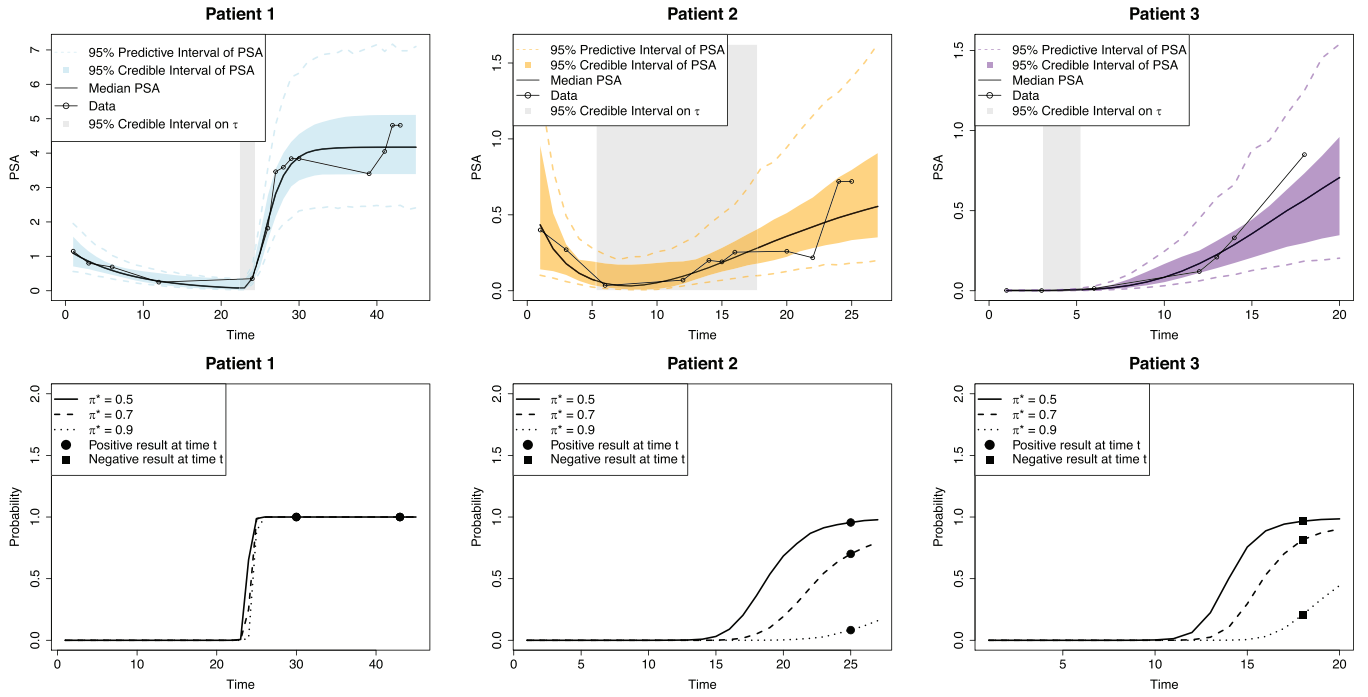 Patient 1
95% Predictive Interval of PSA
95% Credible Interval of PSA
Median PSA
Data
95% Credible Interval on τ
PSA
7
6
5
4
3
2
1
0
0 10 20 30 40
Time
Patient 2
95% Predictive Interval of PSA
95% Credible Interval of PSA
Median PSA
Data
95% Credible Interval on τ
PSA
1.5
1.0
0.5
0.0
0 5 10 15 20 25
Time
Patient 3
95% Predictive Interval of PSA
95% Credible Interval of PSA
Median PSA
Data
95% Credible Interval on τ
PSA
1.5
1.0
0.5
0.0
0 5 10 15 20
Time
Patient 1
π* = 0.5
π* = 0.7
π* = 0.9
Positive result at time t
Negative result at time t
Probability
2.0
1.5
1.0
0.5
0.0
0 10 20 30 40
Time
Patient 2
π* = 0.5
π* = 0.7
π* = 0.9
Positive result at time t
Negative result at time t
Probability
2.0
1.5
1.0
0.5
0.0
0 5 10 15 20 25
Time
Patient 3
π* = 0.5
π* = 0.7
π* = 0.9
Positive result at time t
Negative result at time t
Probability
2.0
1.5
1.0
0.5
0.0
5 10 15 20
Time